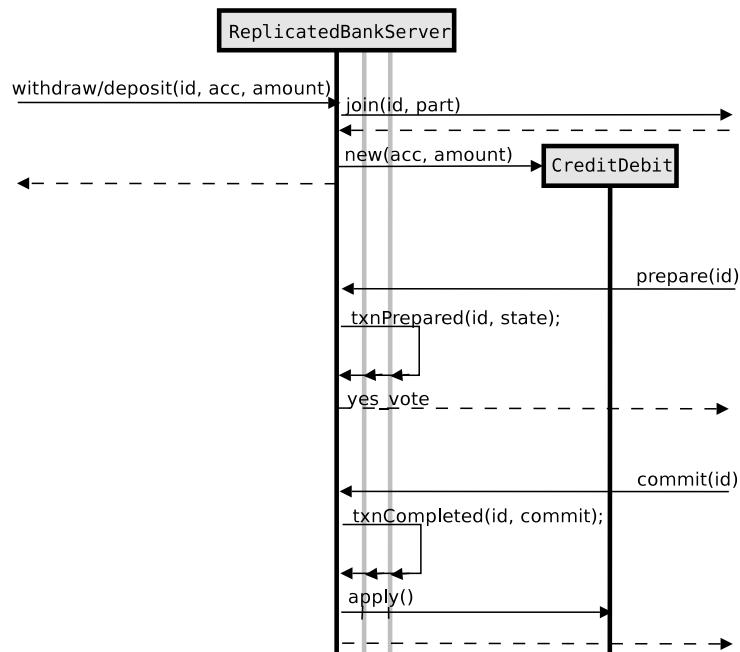 ReplicatedBankServer
withdraw/deposit(id, acc, amount)
join(id, part)
new(acc, amount)
CreditDebit
prepare(id)
txnPrepared(id, state);
yes_vote
commit(id)
txnCompleted(id, commit);
apply()